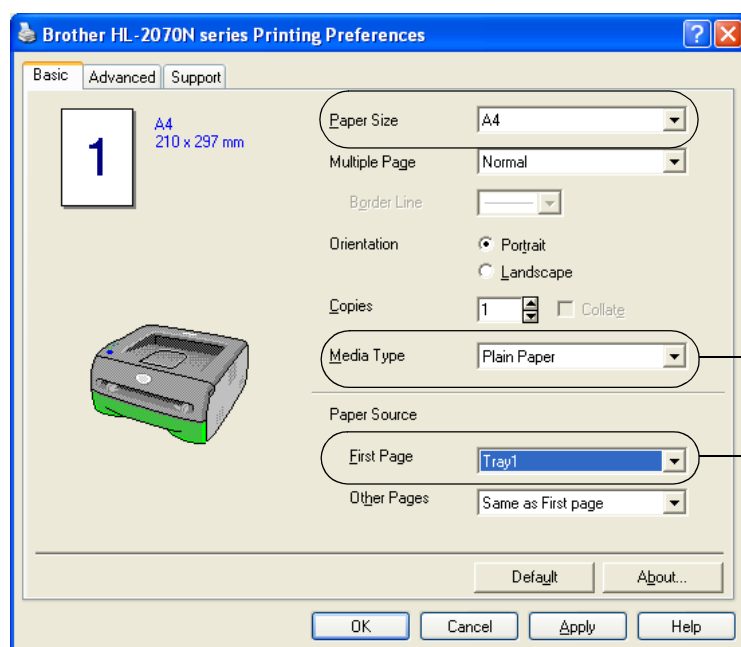 Brother HL-2070N series Printing Preferences
Basic Advanced Support
1
A4
210 x 297 mm
Paper Size A4
Multiple Page Normal
Border Line
Orientation Portrait
Landscape
Copies 1 Collate
Media Type Plain Paper
Paper Source
First Page Tray1
Other Pages Same as First page
Default About...
OK Cancel Apply Help